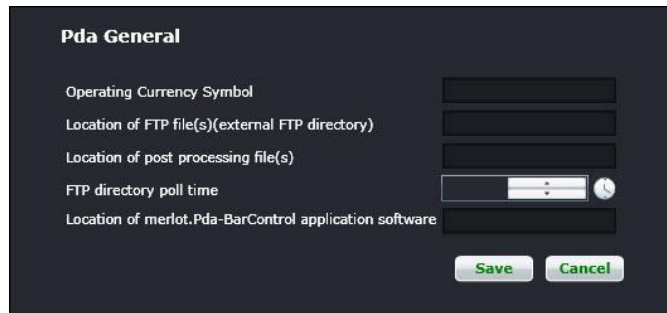 Pda General
Operating Currency Symbol
Location of FTP file(s)(external FTP directory)
Location of post processing file(s)
FTP directory poll time
Location of merlot.Pda-BarControl application software
Save Cancel